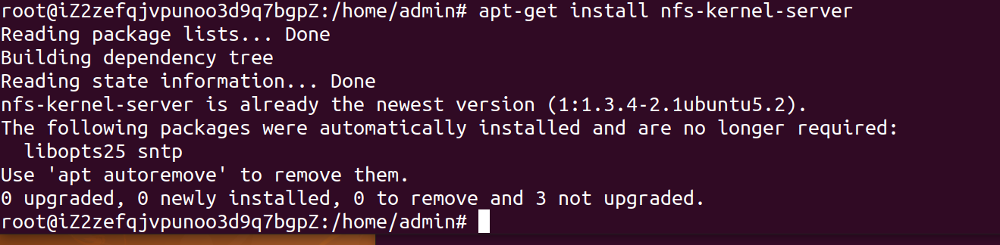 root@iZ2zefqjvpunoo3d9q7bgpZ:/home/admin# apt-get install nfs-kernel-server
Reading package lists... Done
Building dependency tree
Reading state information... Done
nfs-kernel-server is already the newest version (1:1.3.4-2.1ubuntu5.2).
The following packages were automatically installed and are no longer required:
  libopts25 sntp
Use 'apt autoremove' to remove them.
0 upgraded, 0 newly installed, 0 to remove and 3 not upgraded.
root@iZ2zefqjvpunoo3d9q7bgpZ:/home/admin#